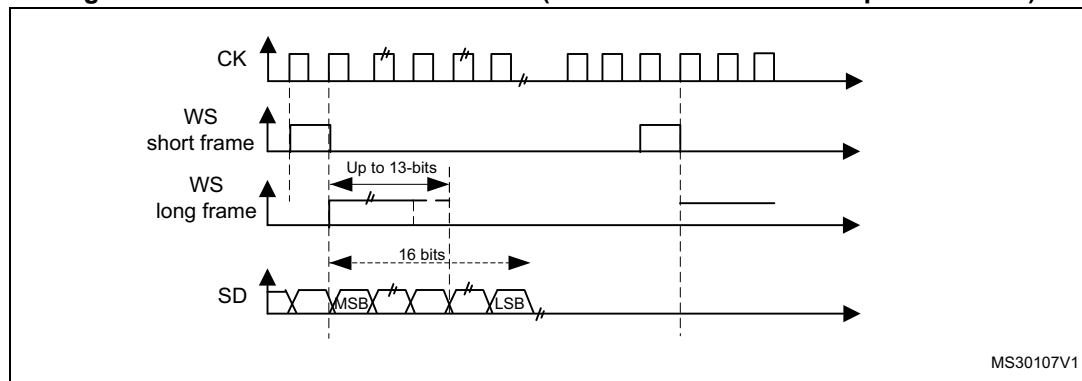 CK
WS
short frame
Up to 13-bits
WS
long frame
16 bits
SD
MSB
LSB
MS30107V1